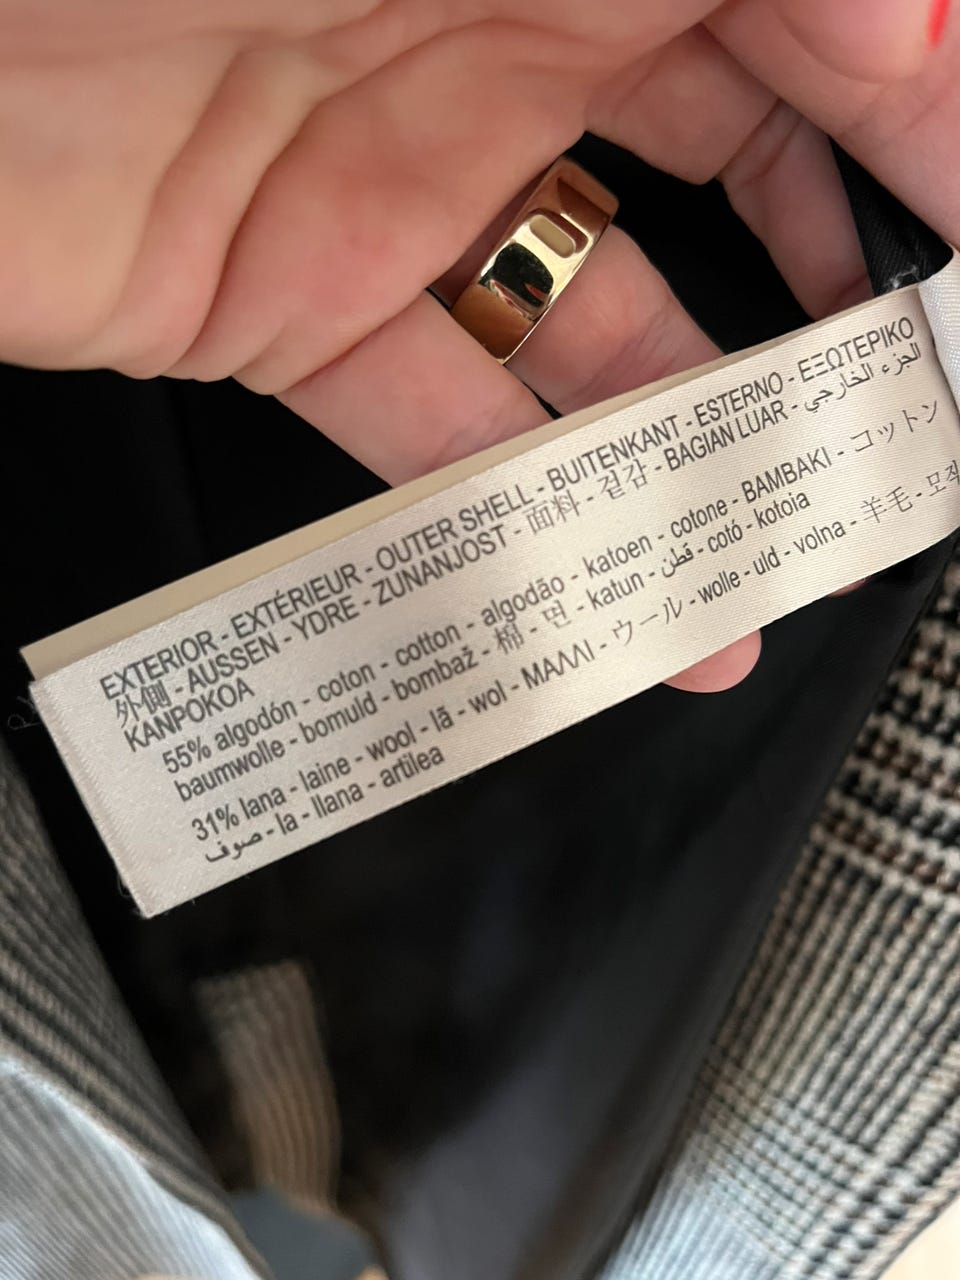 EXTERIOR - EXTÉRIEUR - OUTER SHELL - BUITENKANT - ESTERNO - ΕΞΩΤΕΡΙΚΟ
外側 - AUSSEN - YDRE - ZUNANJOST - 面料 - 겉감 - BAGIAN LUAR - الجزء الخارجي
KANPOKOA
55% algodón - coton - cotton - algodão - katoen - cotone - BAMBAKI - コットン
baumwolle - bomuld - bombaž - 棉 - 면 - katun - قطن - cotó - kotoia
31% lana - laine - wool - lã - wol - ΜΑΛΛΙ - ウール - wolle - uld - volna - 羊毛 - 모직
صوف - la - llana - artilea